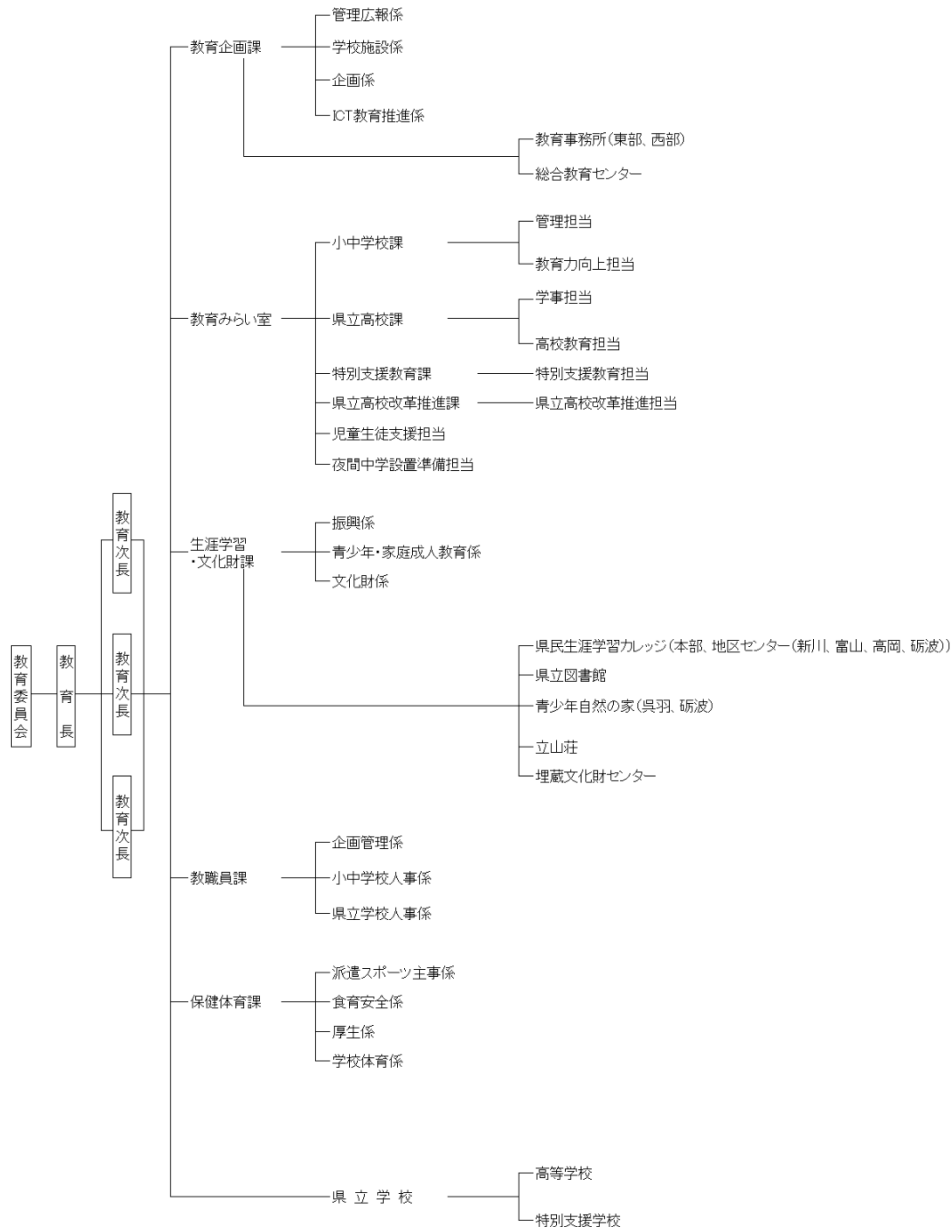 管理広報係
教育企画課
学校施設係
企画係
ICT教育推進係
教育事務所(東部、西部)
総合教育センター
小中学校課
管理担当
教育力向上担当
教育みらい室
県立高校課
学事担当
高校教育担当
特別支援教育課
特別支援教育担当
県立高校改革推進課
県立高校改革推進担当
児童生徒支援担当
夜間中学設置準備担当
教育委員会
教育長
教育次長
教育次長
教育次長
生涯学習
・文化財課
振興係
青少年・家庭成人教育係
文化財係
県民生涯学習カレッジ(本部、地区センター(新川、富山、高岡、砺波))
県立図書館
青少年自然の家(呉羽、砺波)
立山荘
埋蔵文化財センター
教職員課
企画管理係
小中学校人事係
県立学校人事係
保健体育課
派遣スポーツ主事係
食育安全係
厚生係
学校体育係
県立学校
高等学校
特別支援学校